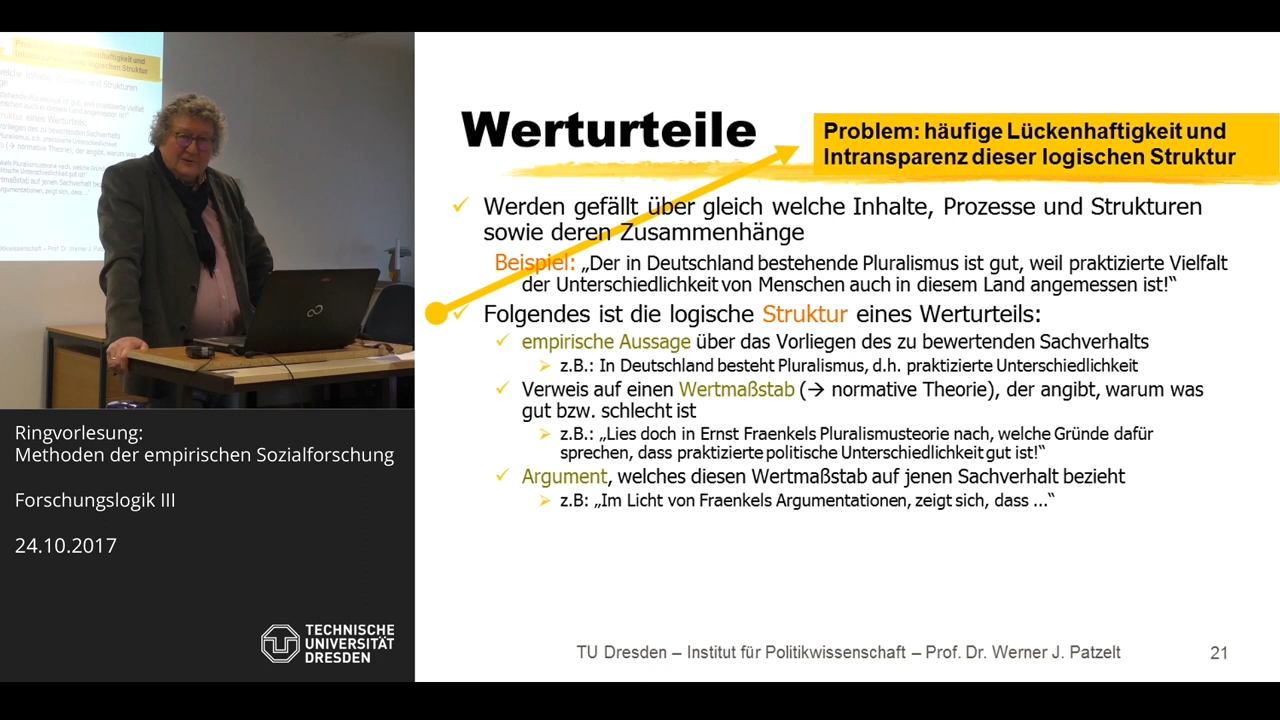 Werturteile
Problem: häufige Lückenhaftigkeit und
Intransparenz dieser logischen Struktur
Werden gefällt über gleich welche Inhalte, Prozesse und Strukturen
sowie deren Zusammenhänge
Beispiel: „Der in Deutschland bestehende Pluralismus ist gut, weil praktizierte Vielfalt
der Unterschiedlichkeit von Menschen auch in diesem Land angemessen ist!“
Folgendes ist die logische Struktur eines Werturteils:
empirische Aussage über das Vorliegen des zu bewertenden Sachverhalts
z.B.: In Deutschland besteht Pluralismus, d.h. praktizierte Unterschiedlichkeit
Verweis auf einen Wertmaßstab (→ normative Theorie), der angibt, warum was
gut bzw. schlecht ist
z.B.: „Lies doch in Ernst Fraenkels Pluralismusteorie nach, welche Gründe dafür
sprechen, dass praktizierte politische Unterschiedlichkeit gut ist!“
Argument, welches diesen Wertmaßstab auf jenen Sachverhalt bezieht
z.B: „Im Licht von Fraenkels Argumentationen, zeigt sich, dass ...“
TU Dresden – Institut für Politikwissenschaft – Prof. Dr. Werner J. Patzelt
21
Ringvorlesung:
Methoden der empirischen Sozialforschung
Forschungslogik III
24.10.2017
TECHNISCHE
UNIVERSITÄT
DRESDEN